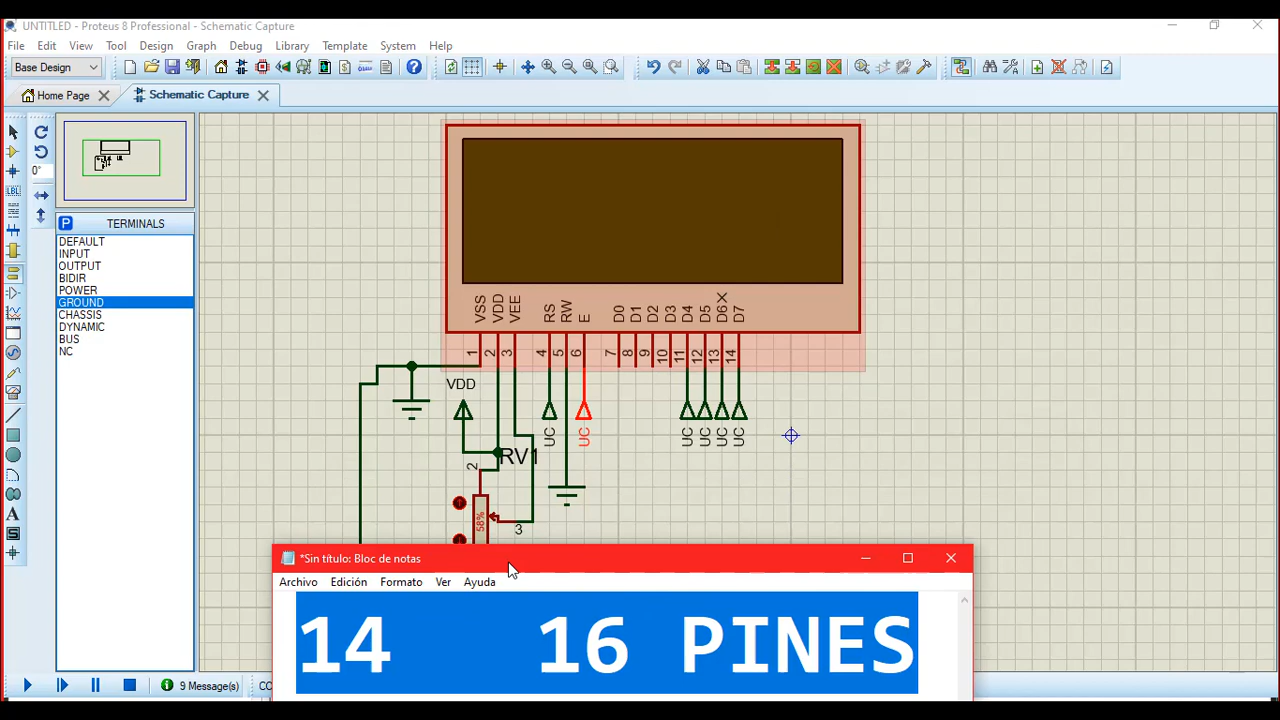 UNTITLED - Proteus 8 Professional - Schematic Capture
File Edit View Tool Design Graph Debug Library Template System Help
Base Design
Home Page Schematic Capture
0°
LBL
P TERMINALS
DEFAULT
INPUT
OUTPUT
BIDIR
POWER
GROUND
CHASSIS
DYNAMIC
BUS
NC
VSS VDD VEE RS RW E D0 D1 D2 D3 D4 D5 D6 D7
1 2 3 4 5 6 7 8 9 10 11 12 13 14
VDD
UC UC UC UC UC UC
RV1
2
58%
3
*Sin título: Bloc de notas
Archivo Edición Formato Ver Ayuda
14 16 PINES
9 Message(s)